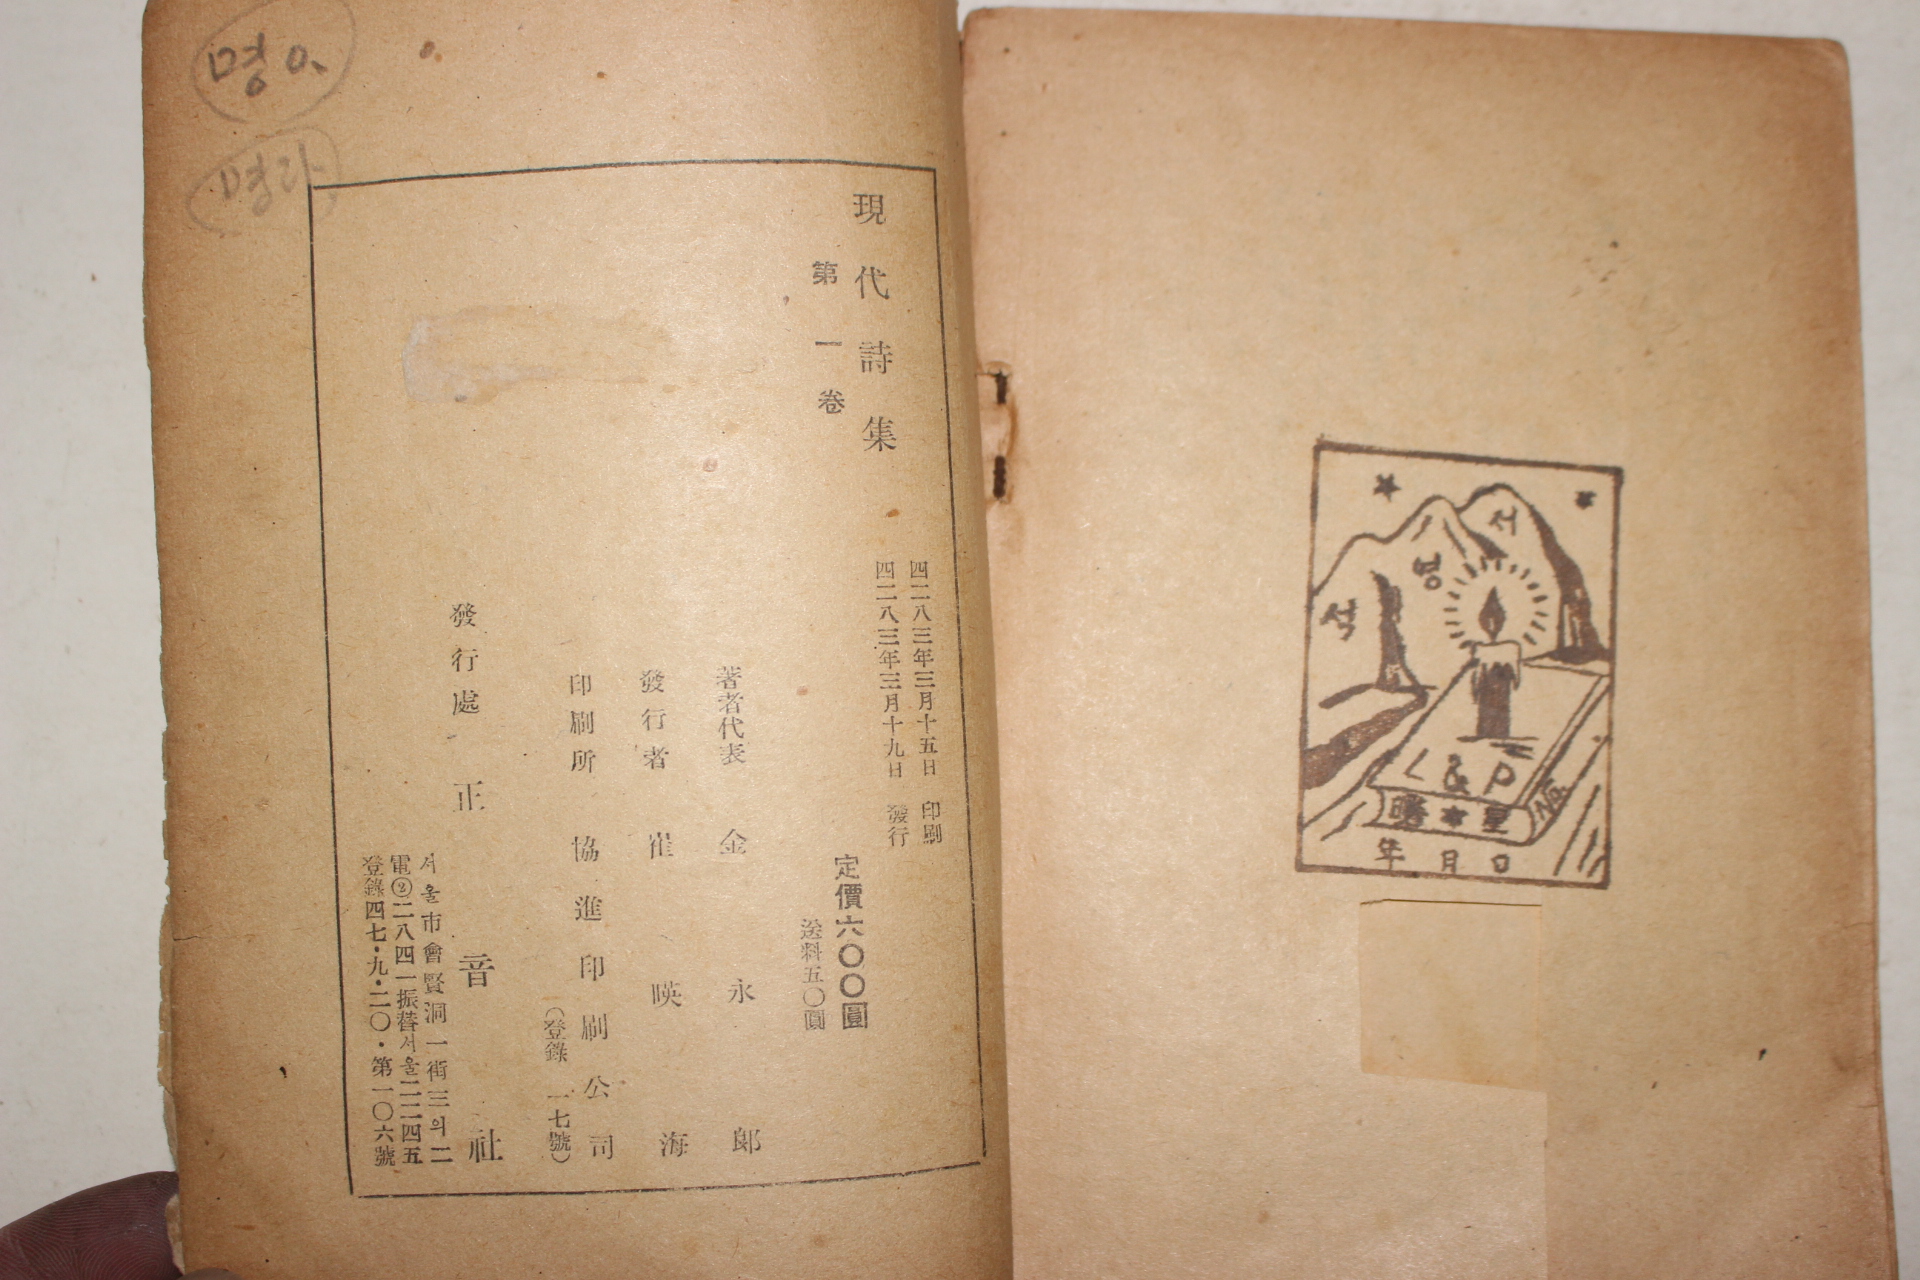 명아
명라
現代詩集
第一卷
四二八三年三月十五日 印刷
四二八三年三月十九日 發行
定價六〇〇圓
送料五〇圓
著者代表 金永郎
發行者 崔暎海
印刷所 協進印刷公司
(登錄 一七號)
發行處 正音社
서울市會賢洞一街三의二
電②二八四一振替서울二二四五
登錄四七·九·二〇·第一〇六號
서
연
석
L & P
No.
年 月 日